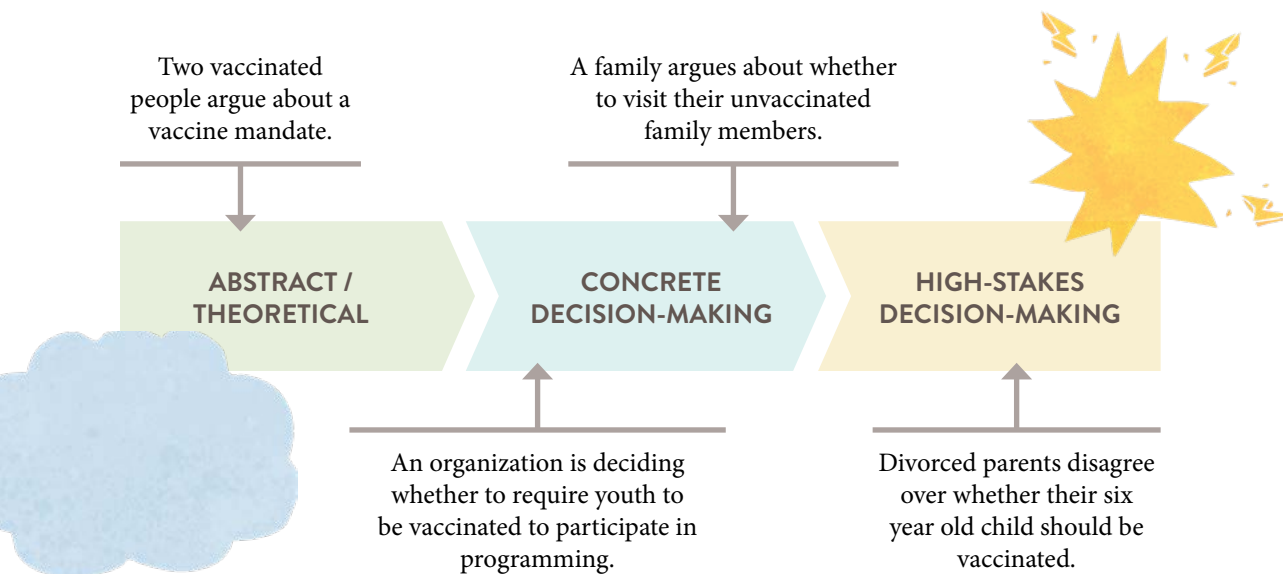 Two vaccinated
people argue about a
vaccine mandate.
A family argues about whether
to visit their unvaccinated
family members.
ABSTRACT /
THEORETICAL
CONCRETE
DECISION-MAKING
HIGH-STAKES
DECISION-MAKING
An organization is deciding
whether to require youth to
be vaccinated to participate in
programming.
Divorced parents disagree
over whether their six
year old child should be
vaccinated.